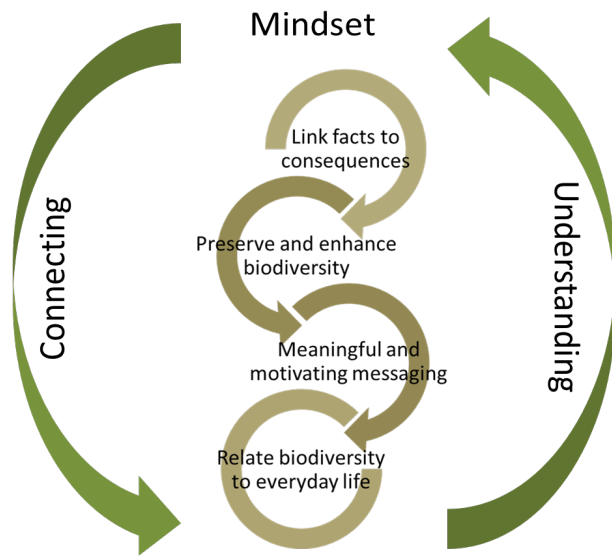 Mindset
Link facts to
consequences
Connecting
Understanding
Preserve and enhance
biodiversity
Meaningful and
motivating messaging
Relate biodiversity
to everyday life